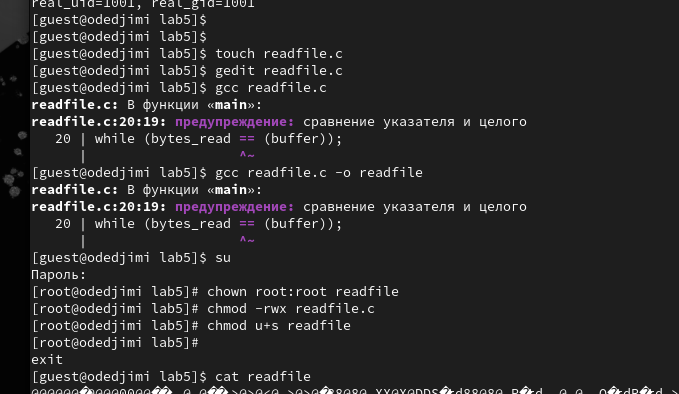 real_uid=1001, real_gid=1001
[guest@odedjimi lab5]$
[guest@odedjimi lab5]$
[guest@odedjimi lab5]$ touch readfile.c
[guest@odedjimi lab5]$ gedit readfile.c
[guest@odedjimi lab5]$ gcc readfile.c
readfile.c: В функции «main»:
readfile.c:20:19: предупреждение: сравнение указателя и целого
20 | while (bytes_read == (buffer));
| ^~
[guest@odedjimi lab5]$ gcc readfile.c -o readfile
readfile.c: В функции «main»:
readfile.c:20:19: предупреждение: сравнение указателя и целого
20 | while (bytes_read == (buffer));
| ^~
[guest@odedjimi lab5]$ su
Пароль:
[root@odedjimi lab5]# chown root:root readfile
[root@odedjimi lab5]# chmod -rwx readfile.c
[root@odedjimi lab5]# chmod u+s readfile
[root@odedjimi lab5]#
exit
[guest@odedjimi lab5]$ cat readfile